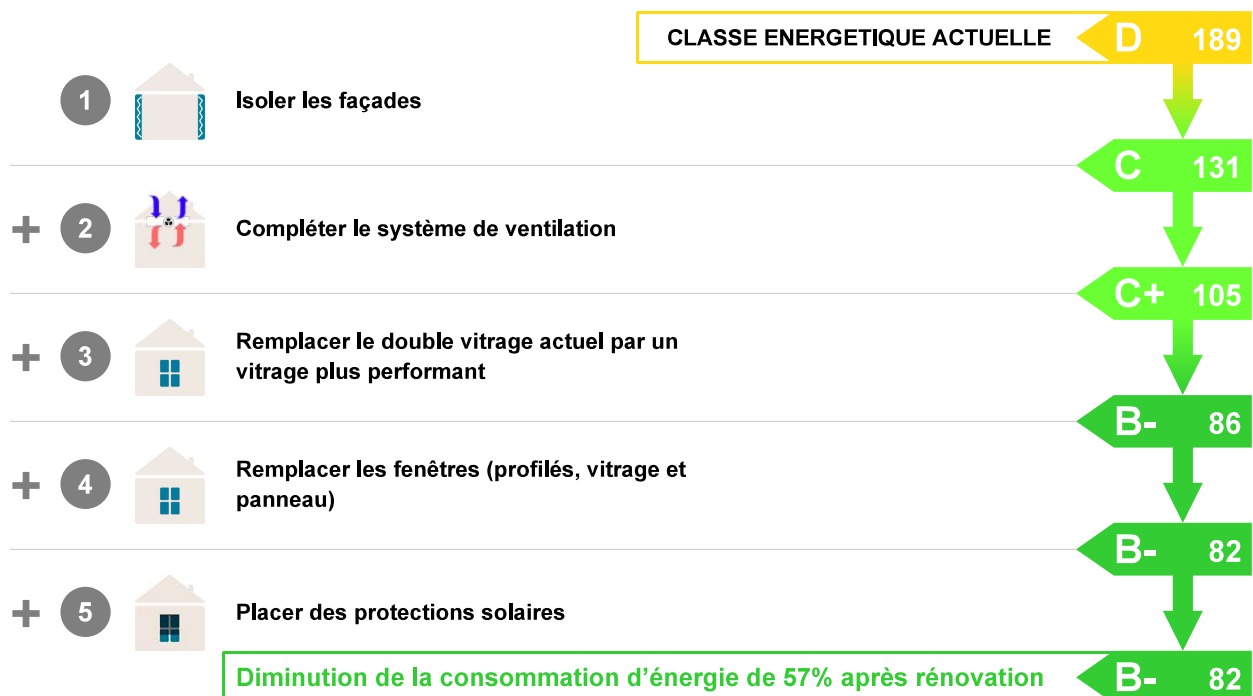 CLASSE ENERGETIQUE ACTUELLE D 189
1 Isoler les façades
C 131
+ 2 Compléter le système de ventilation
C+ 105
+ 3 Remplacer le double vitrage actuel par un
vitrage plus performant
B- 86
+ 4 Remplacer les fenêtres (profilés, vitrage et
panneau)
B- 82
+ 5 Placer des protections solaires
Diminution de la consommation d'énergie de 57% après rénovation B- 82